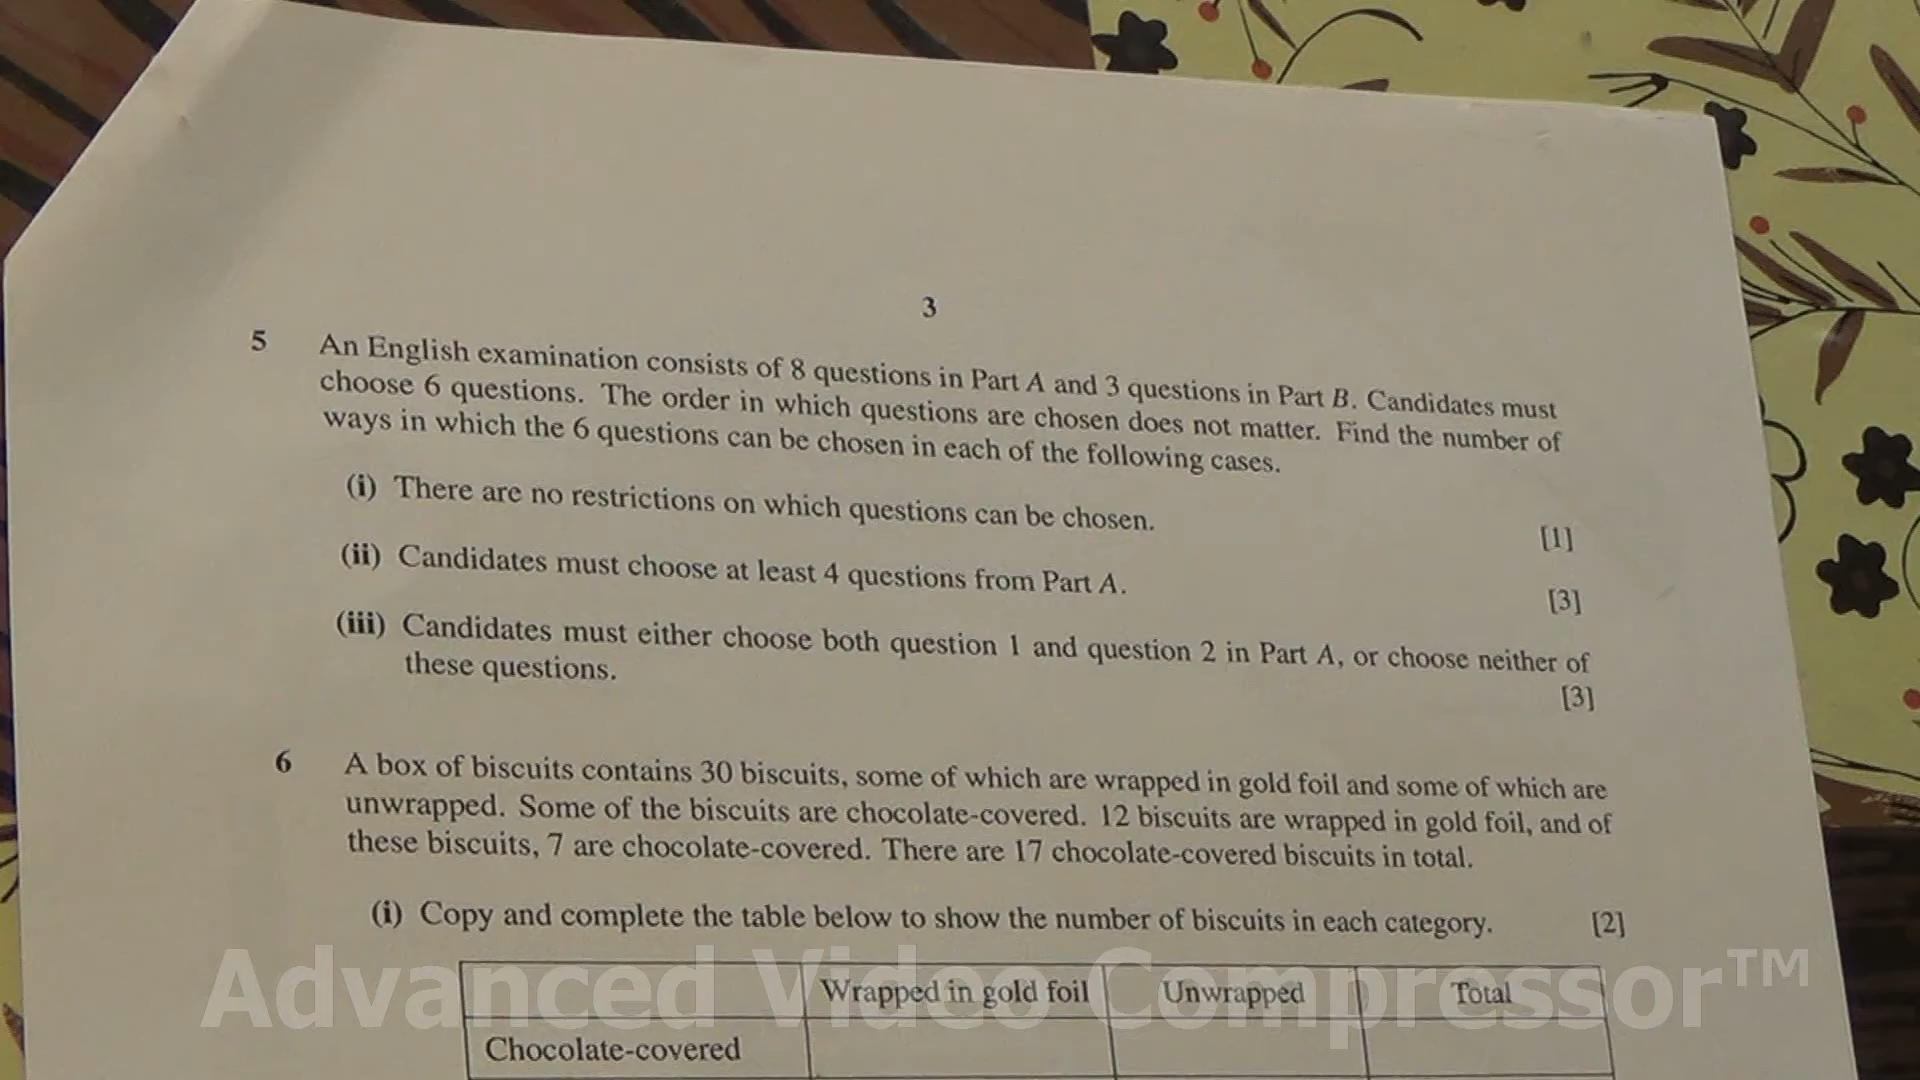 3
5 An English examination consists of 8 questions in Part A and 3 questions in Part B. Candidates must
choose 6 questions. The order in which questions are chosen does not matter. Find the number of
ways in which the 6 questions can be chosen in each of the following cases.
(i) There are no restrictions on which questions can be chosen. [1]
(ii) Candidates must choose at least 4 questions from Part A. [3]
(iii) Candidates must either choose both question 1 and question 2 in Part A, or choose neither of
these questions. [3]
6 A box of biscuits contains 30 biscuits, some of which are wrapped in gold foil and some of which are
unwrapped. Some of the biscuits are chocolate-covered. 12 biscuits are wrapped in gold foil, and of
these biscuits, 7 are chocolate-covered. There are 17 chocolate-covered biscuits in total.
(i) Copy and complete the table below to show the number of biscuits in each category. [2]
Advanced Video Compressor™
Wrapped in gold foil Unwrapped Total
Chocolate-covered